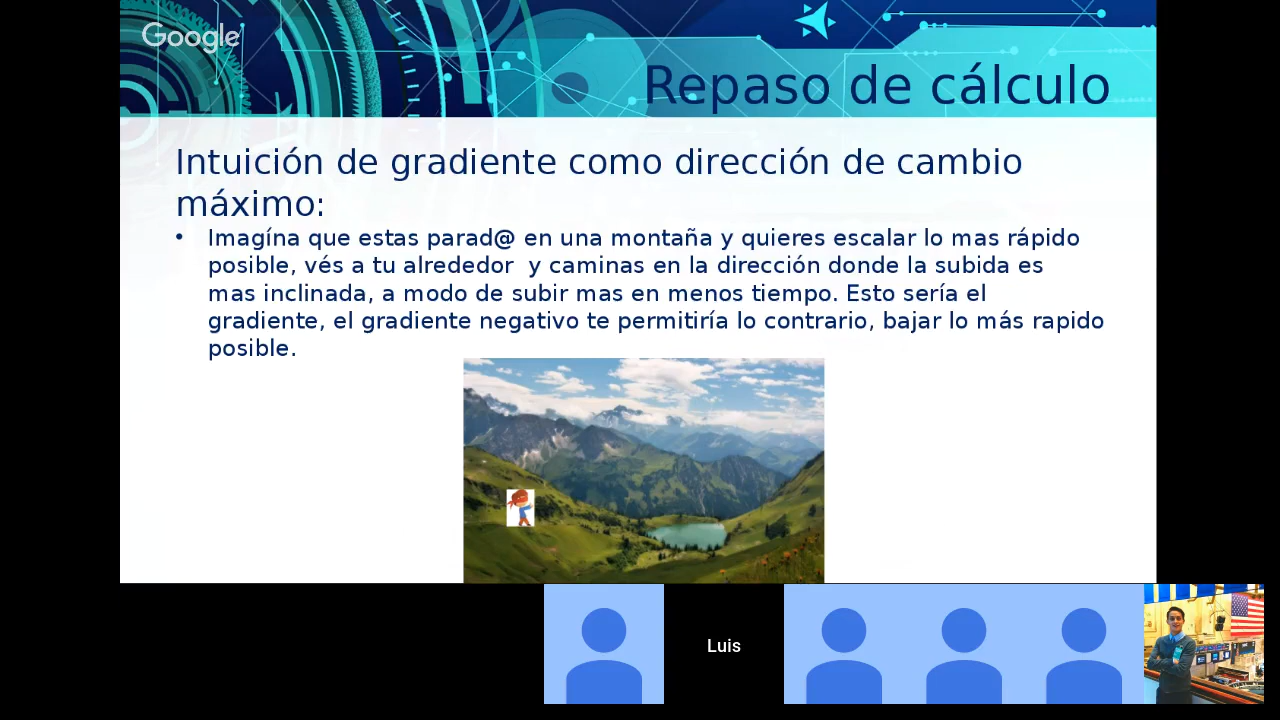 Google
Repaso de cálculo
Intuición de gradiente como dirección de cambio
máximo:
• Imagína que estas parad@ en una montaña y quieres escalar lo mas rápido
posible, vés a tu alrededor y caminas en la dirección donde la subida es
mas inclinada, a modo de subir mas en menos tiempo. Esto sería el
gradiente, el gradiente negativo te permitiría lo contrario, bajar lo más rapido
posible.
Luis